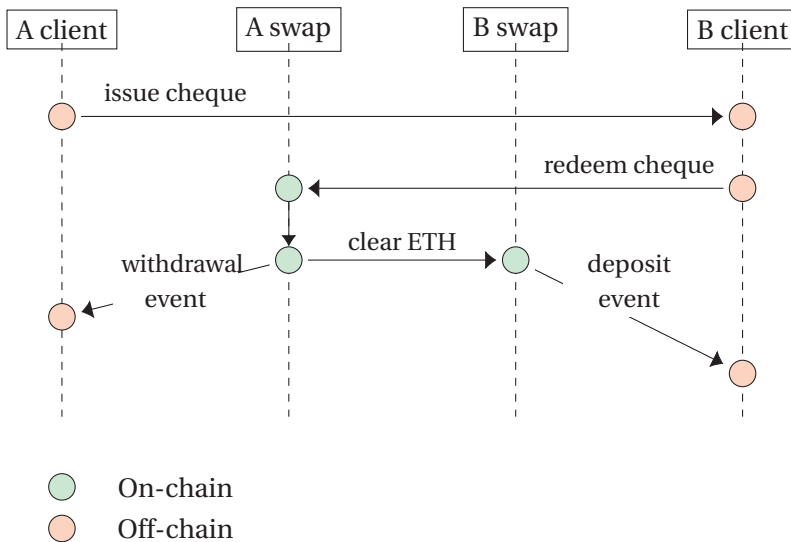 A client
A swap
B swap
B client
issue cheque
redeem cheque
clear ETH
withdrawal
event
deposit
event
On-chain
Off-chain